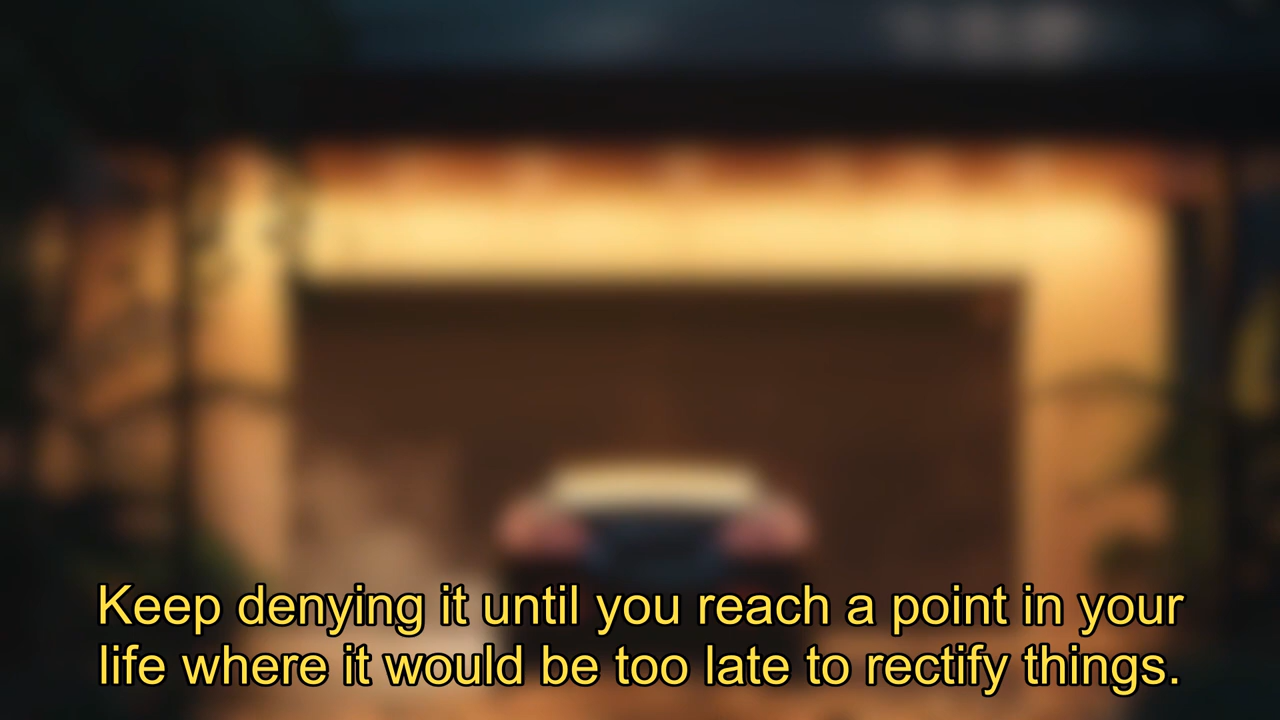 Keep denying it until you reach a point in your
life where it would be too late to rectify things.